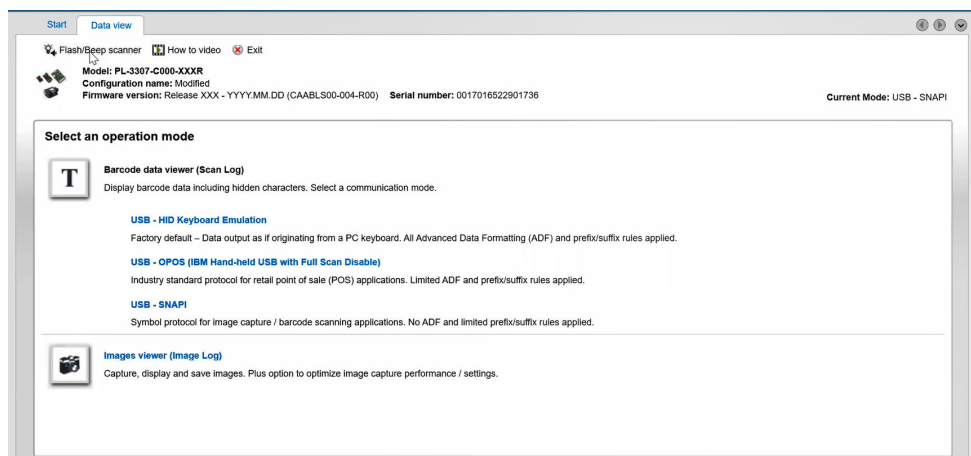 Start Data view
Flash/Beep scanner How to video Exit
Model: PL-3307-C000-XXXR
Configuration name: Modified
Firmware version: Release XXX - YYYY.MM.DD (CAABLS00-004-R00) Serial number: 0017016522901736
Current Mode: USB - SNAPI
Select an operation mode
T
Barcode data viewer (Scan Log)
Display barcode data including hidden characters. Select a communication mode.
USB - HID Keyboard Emulation
Factory default – Data output as if originating from a PC keyboard. All Advanced Data Formatting (ADF) and prefix/suffix rules applied.
USB - OPOS (IBM Hand-held USB with Full Scan Disable)
Industry standard protocol for retail point of sale (POS) applications. Limited ADF and prefix/suffix rules applied.
USB - SNAPI
Symbol protocol for image capture / barcode scanning applications. No ADF and limited prefix/suffix rules applied.
Images viewer (Image Log)
Capture, display and save images. Plus option to optimize image capture performance / settings.